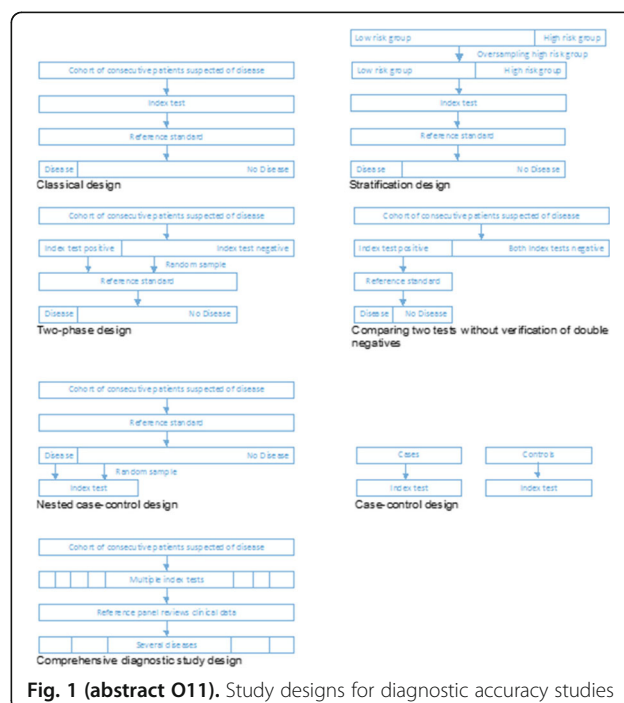 Cohort of consecutive patients suspected of disease
Index test
Reference standard
Disease No Disease
Classical design
Low risk group High risk group
Oversampling high risk group
Low risk group High risk group
Index test
Reference standard
Disease No Disease
Stratification design
Cohort of consecutive patients suspected of disease
Index test positive Index test negative
Random sample
Reference standard
Disease No Disease
Two-phase design
Cohort of consecutive patients suspected of disease
Index test positive Both Index tests negative
Reference standard
Disease No Disease
Comparing two tests without verification of double
negatives
Cohort of consecutive patients suspected of disease
Reference standard
Disease No Disease
Random sample
Index test
Nested case-control design
Cases Controls
Index test Index test
Case-control design
Cohort of consecutive patients suspected of disease
Multiple index tests
Reference panel reviews clinical data
Several diseases
Comprehensive diagnostic study design
Fig. 1 (abstract O11). Study designs for diagnostic accuracy studies